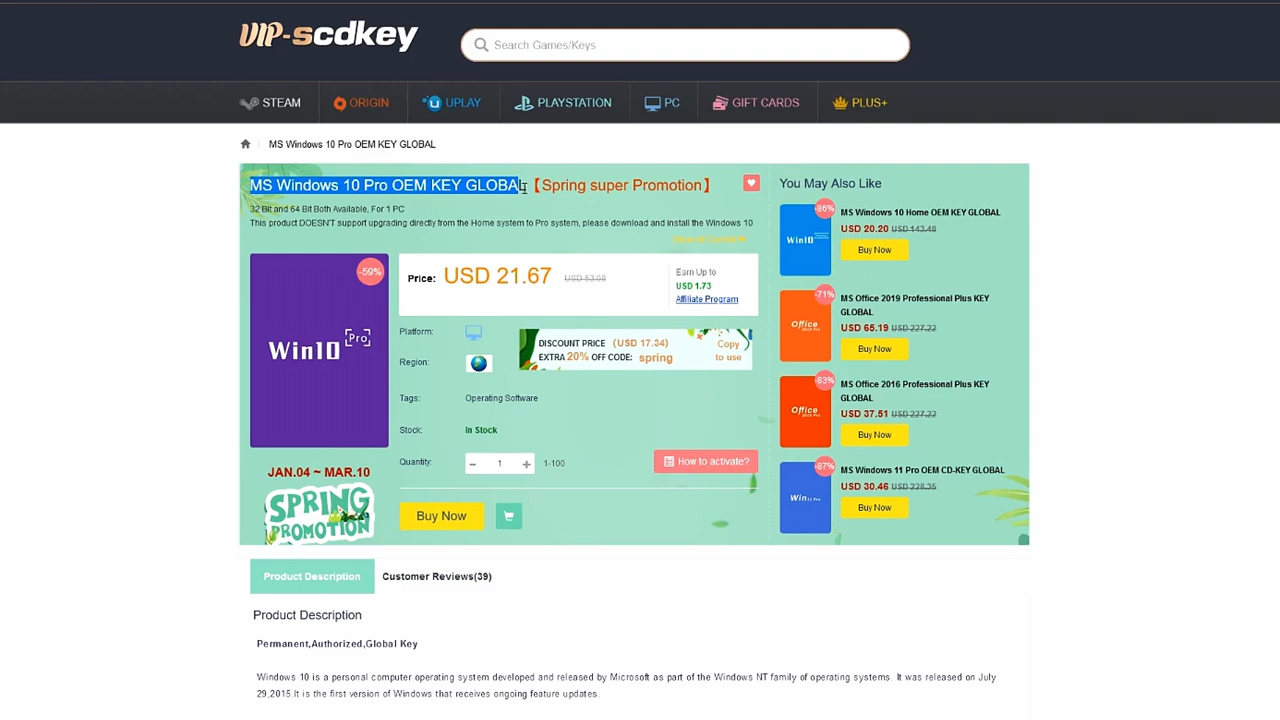 VIP-scdkey
Search Games/Keys
STEAM
ORIGIN
UPLAY
PLAYSTATION
PC
GIFT CARDS
PLUS+
MS Windows 10 Pro OEM KEY GLOBAL
MS Windows 10 Pro OEM KEY GLOBAL【Spring super Promotion】
32 Bit and 64 Bit Both Available, For 1 PC
This product DOESN'T support upgrading directly from the Home system to Pro system, please download and install the Windows 10
-59%
Win10 Pro
JAN.04 ~ MAR.10
SPRING
PROMOTION
Price: USD 21.67 USD 53.09
Earn Up to
USD 1.73
Affiliate Program
Platform:
Region:
DISCOUNT PRICE (USD 17.34)
EXTRA 20% OFF CODE: spring
Copy
to use
Tags: Operating Software
Stock: In Stock
Quantity: − 1 + 1-100
How to activate?
Buy Now
You May Also Like
-86%
Win10
MS Windows 10 Home OEM KEY GLOBAL
USD 20.20 USD 143.48
Buy Now
-71%
Office
MS Office 2019 Professional Plus KEY
GLOBAL
USD 65.19 USD 227.22
Buy Now
-83%
Office
MS Office 2016 Professional Plus KEY
GLOBAL
USD 37.51 USD 227.22
Buy Now
-87%
Win 11 Pro
MS Windows 11 Pro OEM CD-KEY GLOBAL
USD 30.46 USD 228.35
Buy Now
Product Description
Customer Reviews(39)
Product Description
Permanent,Authorized,Global Key
Windows 10 is a personal computer operating system developed and released by Microsoft as part of the Windows NT family of operating systems. It was released on July
29,2015.It is the first version of Windows that receives ongoing feature updates.